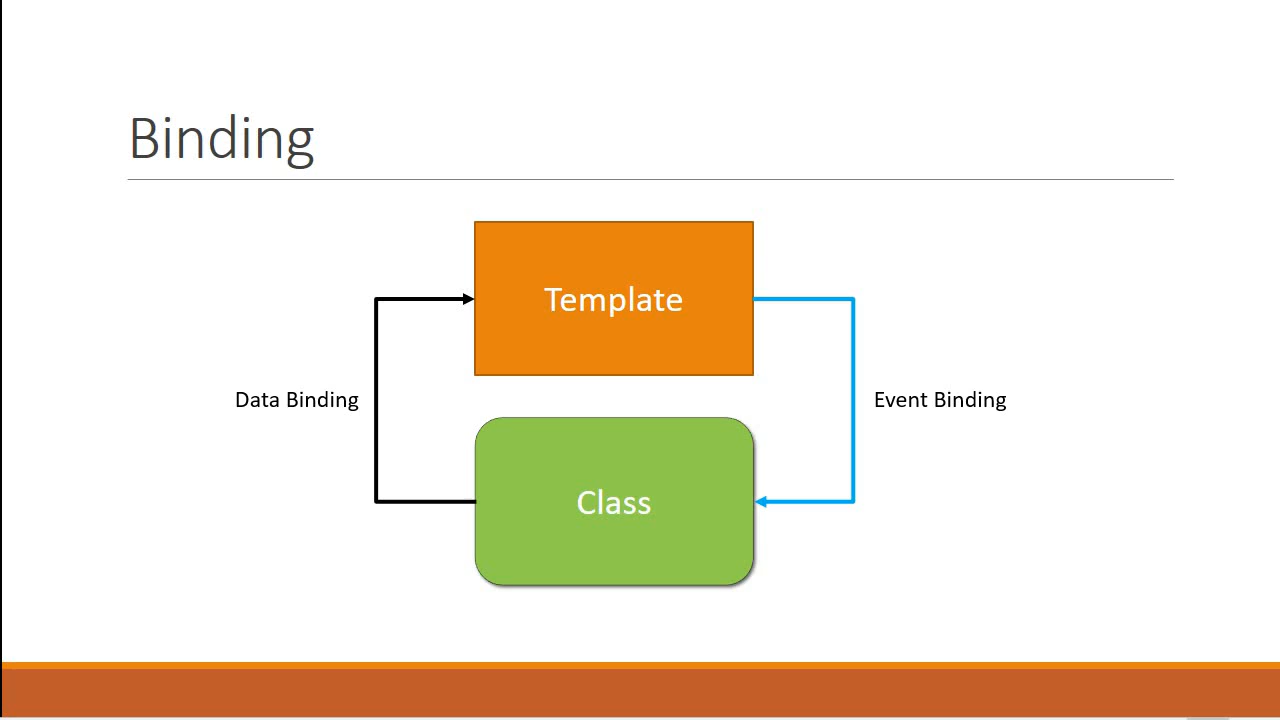 Binding
Template
Data Binding
Event Binding
Class